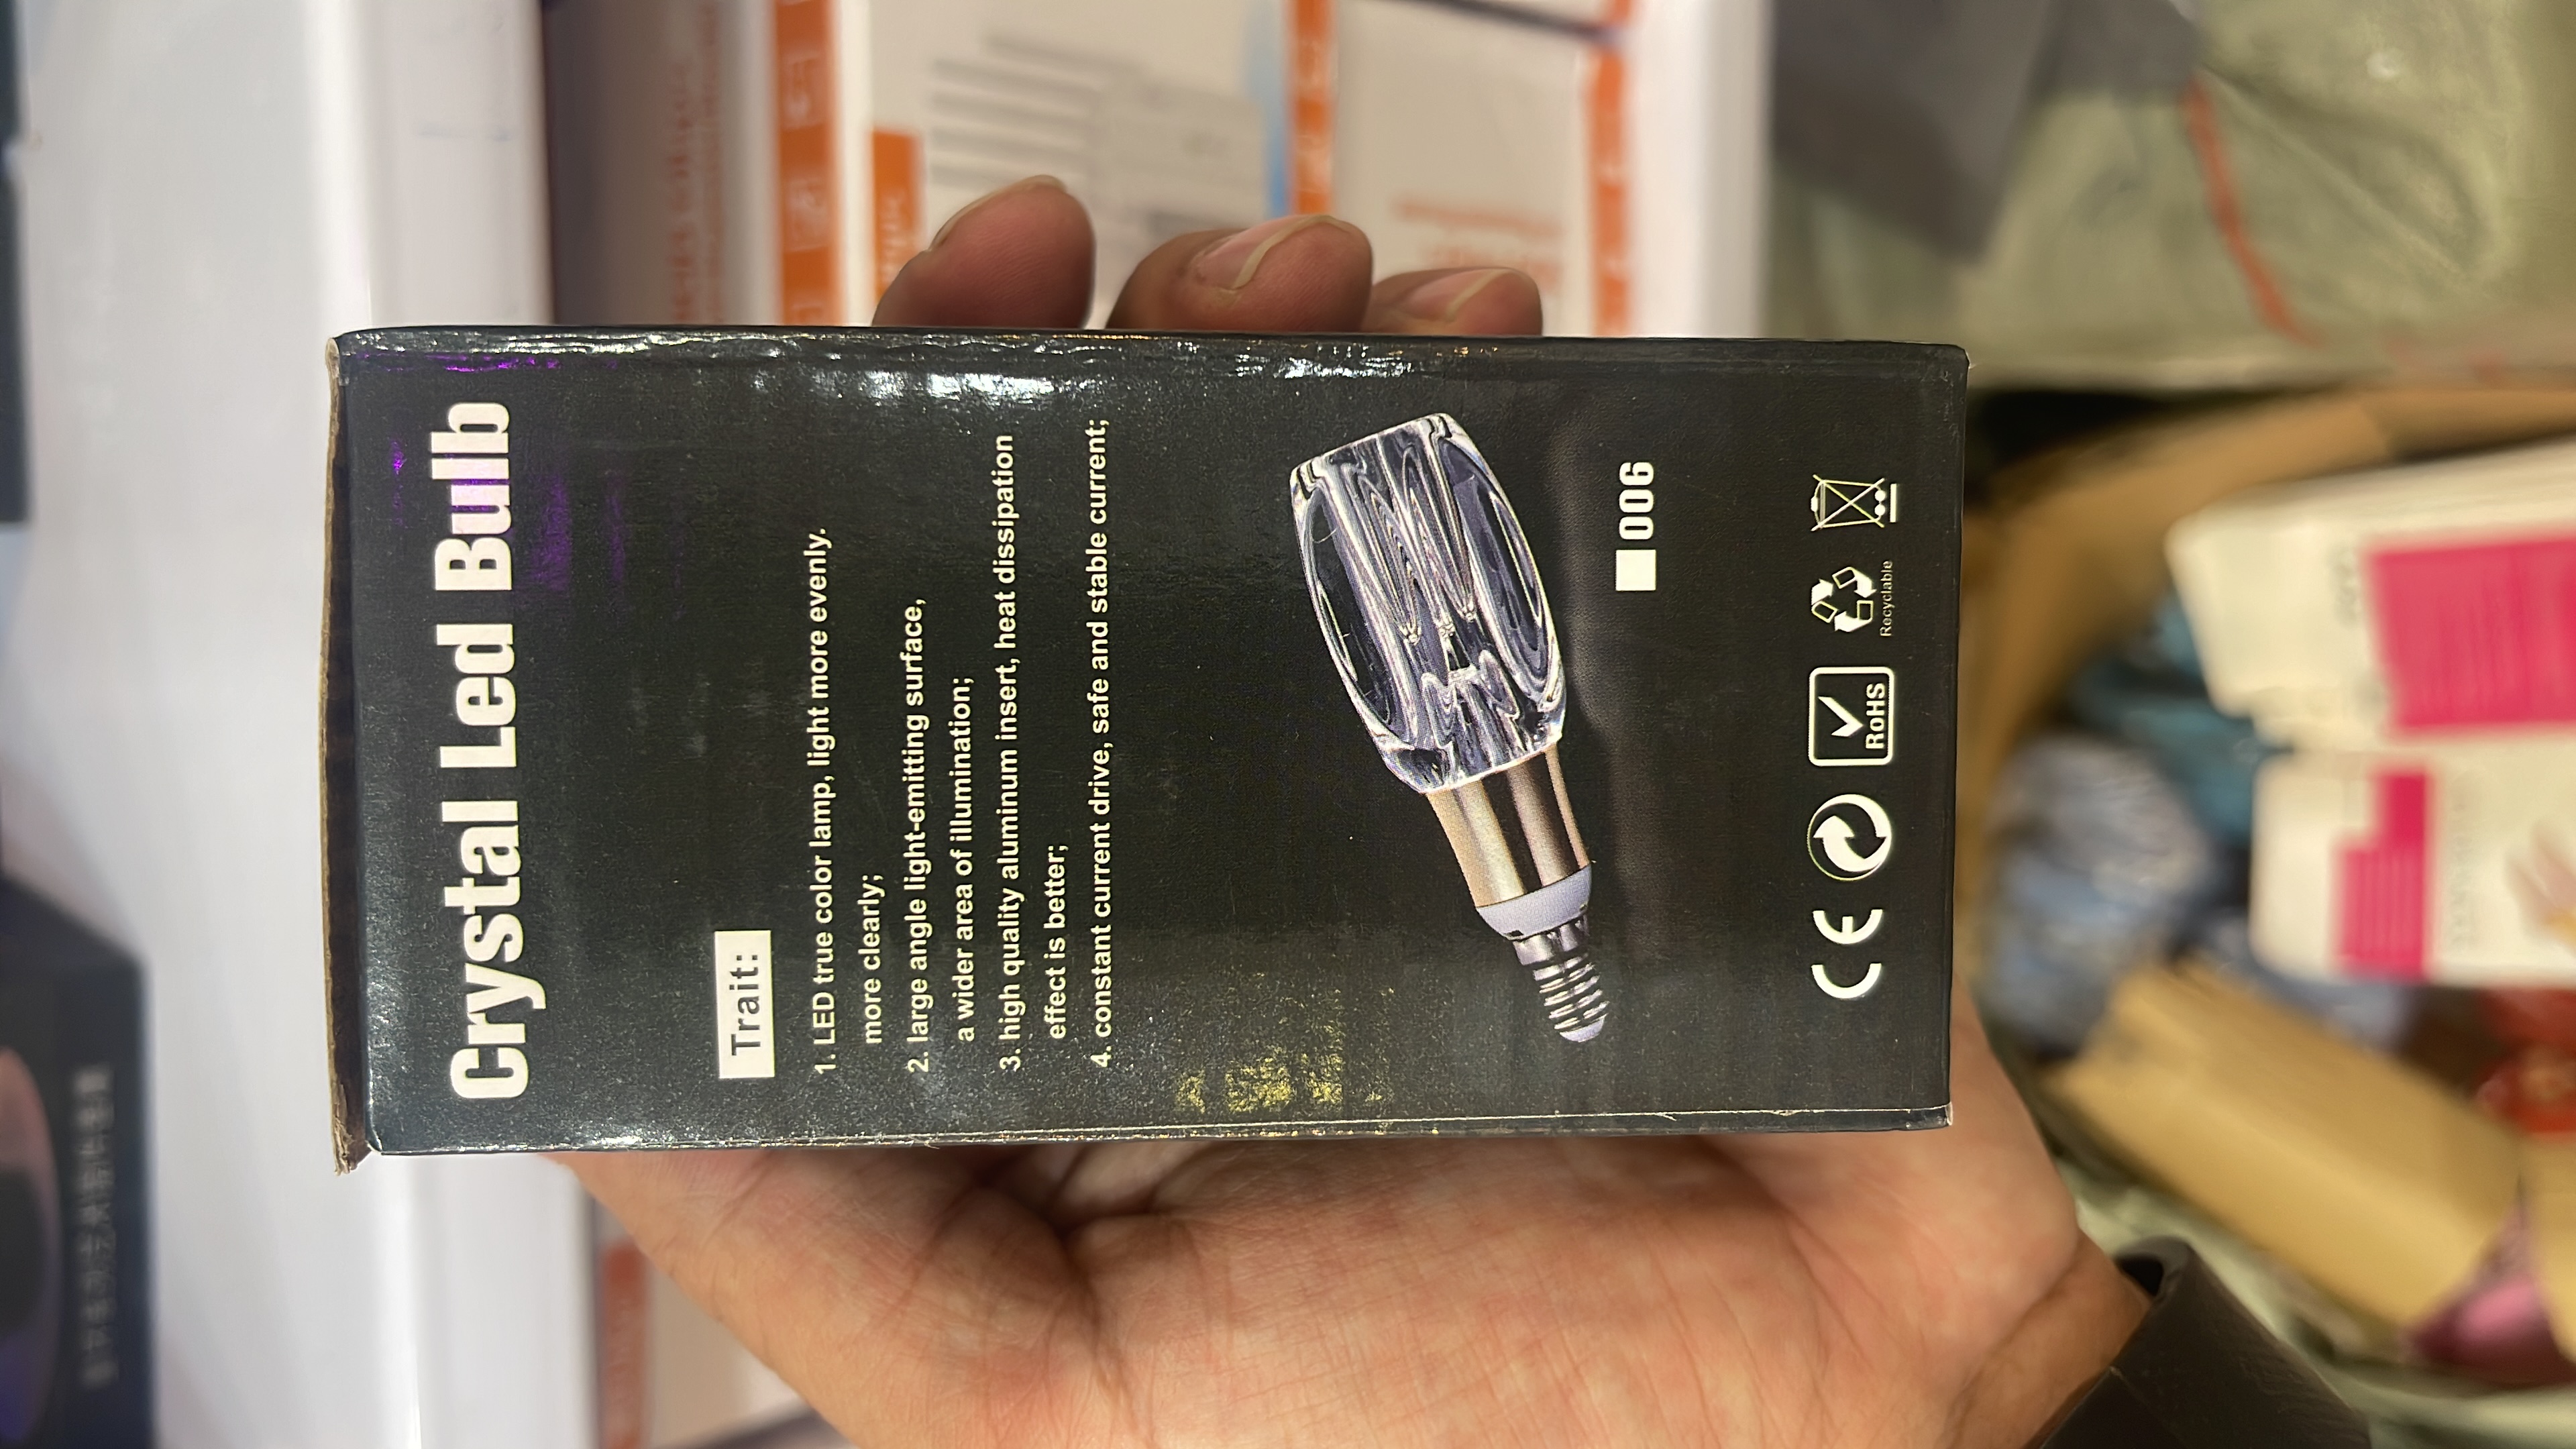 Crystal Led Bulb
Trait:
1. LED true color lamp, light more evenly.
more clearly;
2. large angle light-emitting surface,
a wider area of illumination;
3. high quality aluminum insert, heat dissipation
effect is better;
4. constant current drive, safe and stable current;
006
CE
RoHS
Recyclable